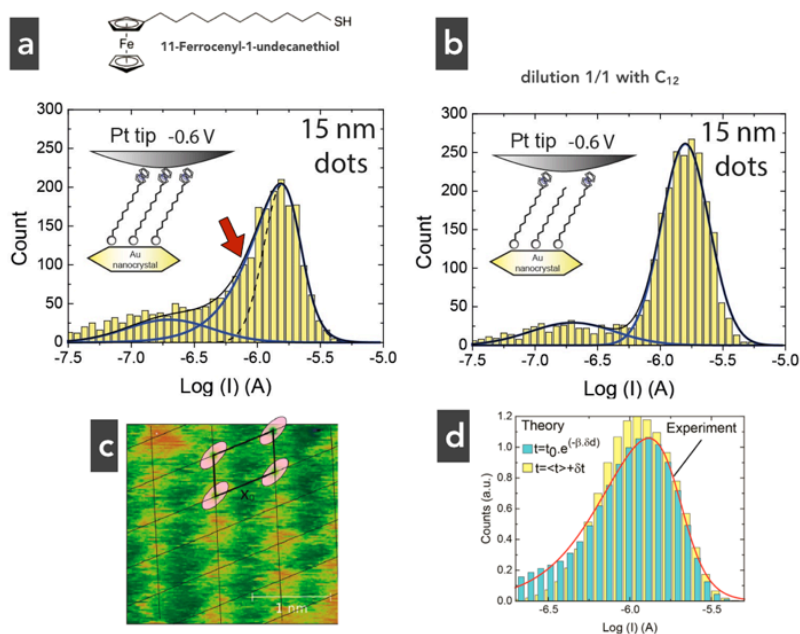 a
SH
Fe
11-Ferrocenyl-1-undecanethiol
300
250
200
150
100
50
0
Count
Pt tip -0.6 V
15 nm
dots
Au
nanocrystal
-7.5 -7.0 -6.5 -6.0 -5.5 -5.0
Log (I) (A)
b
dilution 1/1 with C₁₂
300
250
200
150
100
50
0
Count
Pt tip -0.6 V
15 nm
dots
Au
nanocrystal
-7.5 -7.0 -6.5 -6.0 -5.5 -5.0
Log (I) (A)
c
x
1 nm
d
1.2
1.0
0.8
0.6
0.4
0.2
0.0
Counts (a.u.)
Theory
t=t₀.e^(-β.δd)
t=<t>+δt
Experiment
-6.5 -6.0 -5.5
Log (I) (A)